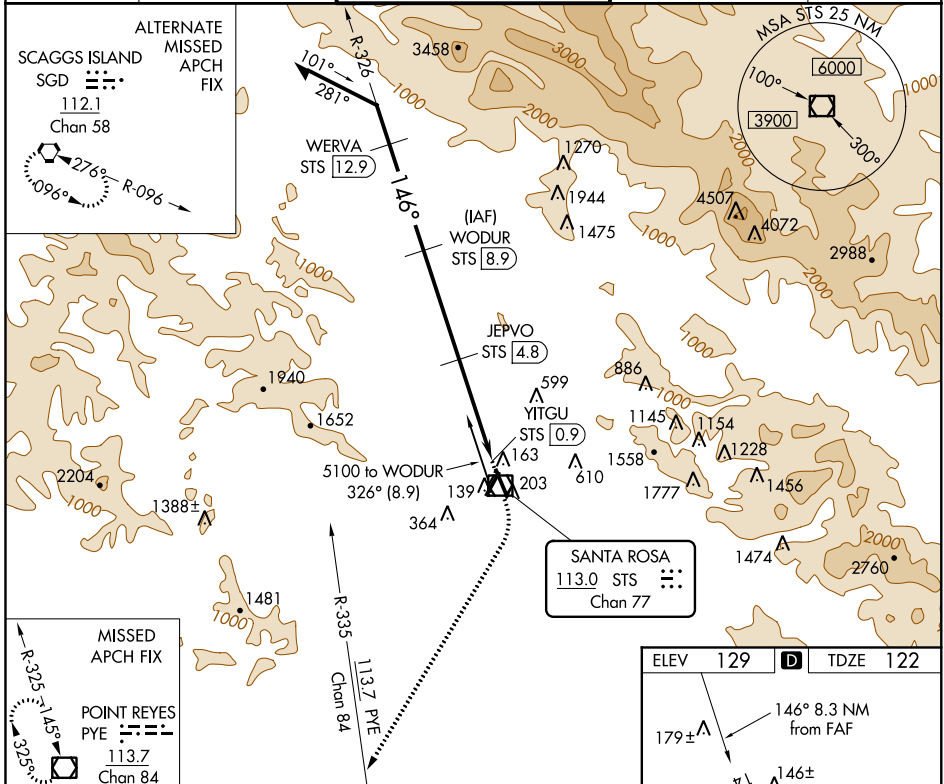 ALTERNATE
MISSED
APCH
FIX
SCAGGS ISLAND
SGD
112.1
Chan 58
276°
R-096
096°
R-326
101°
281°
3458
3000
1000
2000
MSA STS 25 NM
6000
100°
3900
300°
1000
WERVA
STS 12.9
146°
1270
1944
1475
2000
4507
4072
1000
2988
2000
(IAF)
WODUR
STS 8.9
1000
1000
JEPVO
STS 4.8
1000
886
1000
1940
599
YITGU
STS 0.9
1145
1154
1652
163
610
1558
1228
5100 to WODUR
326° (8.9)
139
203
1777
1456
2204
1000
1388±
364
1474
2000
2760
SANTA ROSA
113.0 STS
Chan 77
1481
1000
R-335
113.7 PYE
Chan 84
MISSED
APCH FIX
R-325
145°
325°
POINT REYES
PYE
113.7
Chan 84
ELEV 129 D TDZE 122
146° 8.3 NM
from FAF
179±
146±